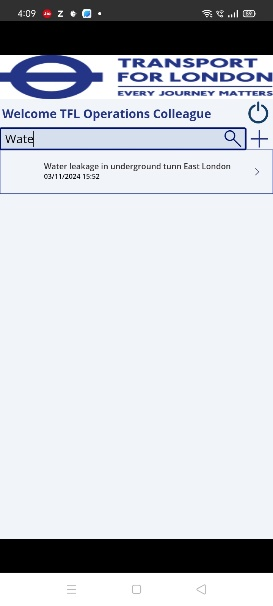 4:09
Z
69
TRANSPORT
FOR LONDON
EVERY JOURNEY MATTERS
Welcome TFL Operations Colleague
Wate
Water leakage in underground tunn East London
03/11/2024 15:52